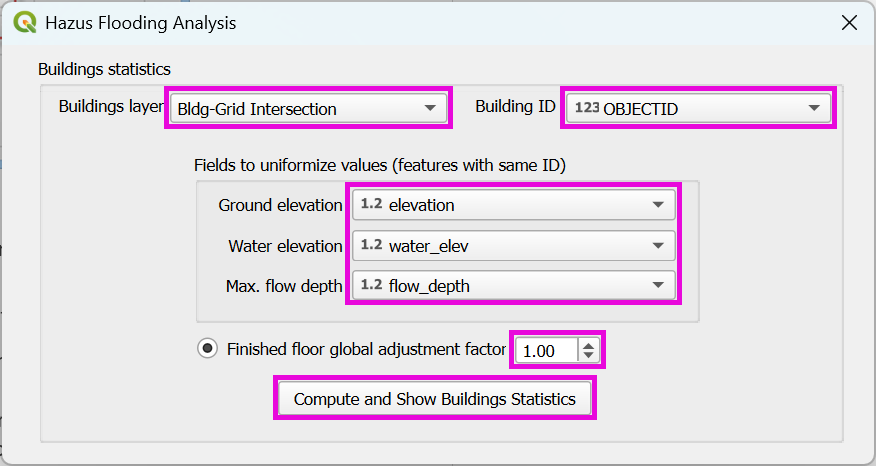 Hazus Flooding Analysis
Buildings statistics
Buildings layer Bldg-Grid Intersection Building ID 123 OBJECTID
Fields to uniformize values (features with same ID)
Ground elevation 1.2 elevation
Water elevation 1.2 water_elev
Max. flow depth 1.2 flow_depth
Finished floor global adjustment factor 1.00
Compute and Show Buildings Statistics